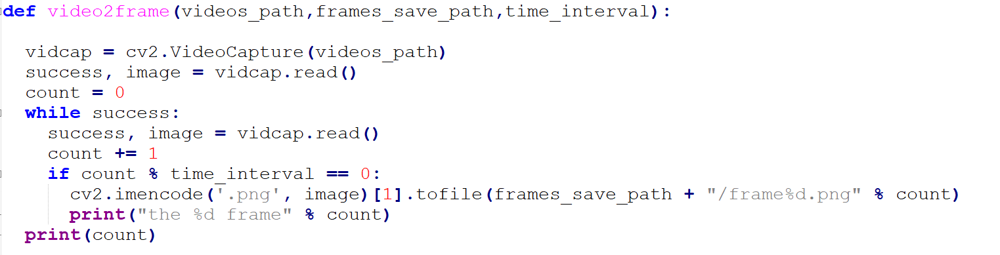 def video2frame(videos_path,frames_save_path,time_interval):
vidcap = cv2.VideoCapture(videos_path)
success, image = vidcap.read()
count = 0
while success:
success, image = vidcap.read()
count += 1
if count % time_interval == 0:
cv2.imencode('.png', image)[1].tofile(frames_save_path + "/frame%d.png" % count)
print("the %d frame" % count)
print(count)